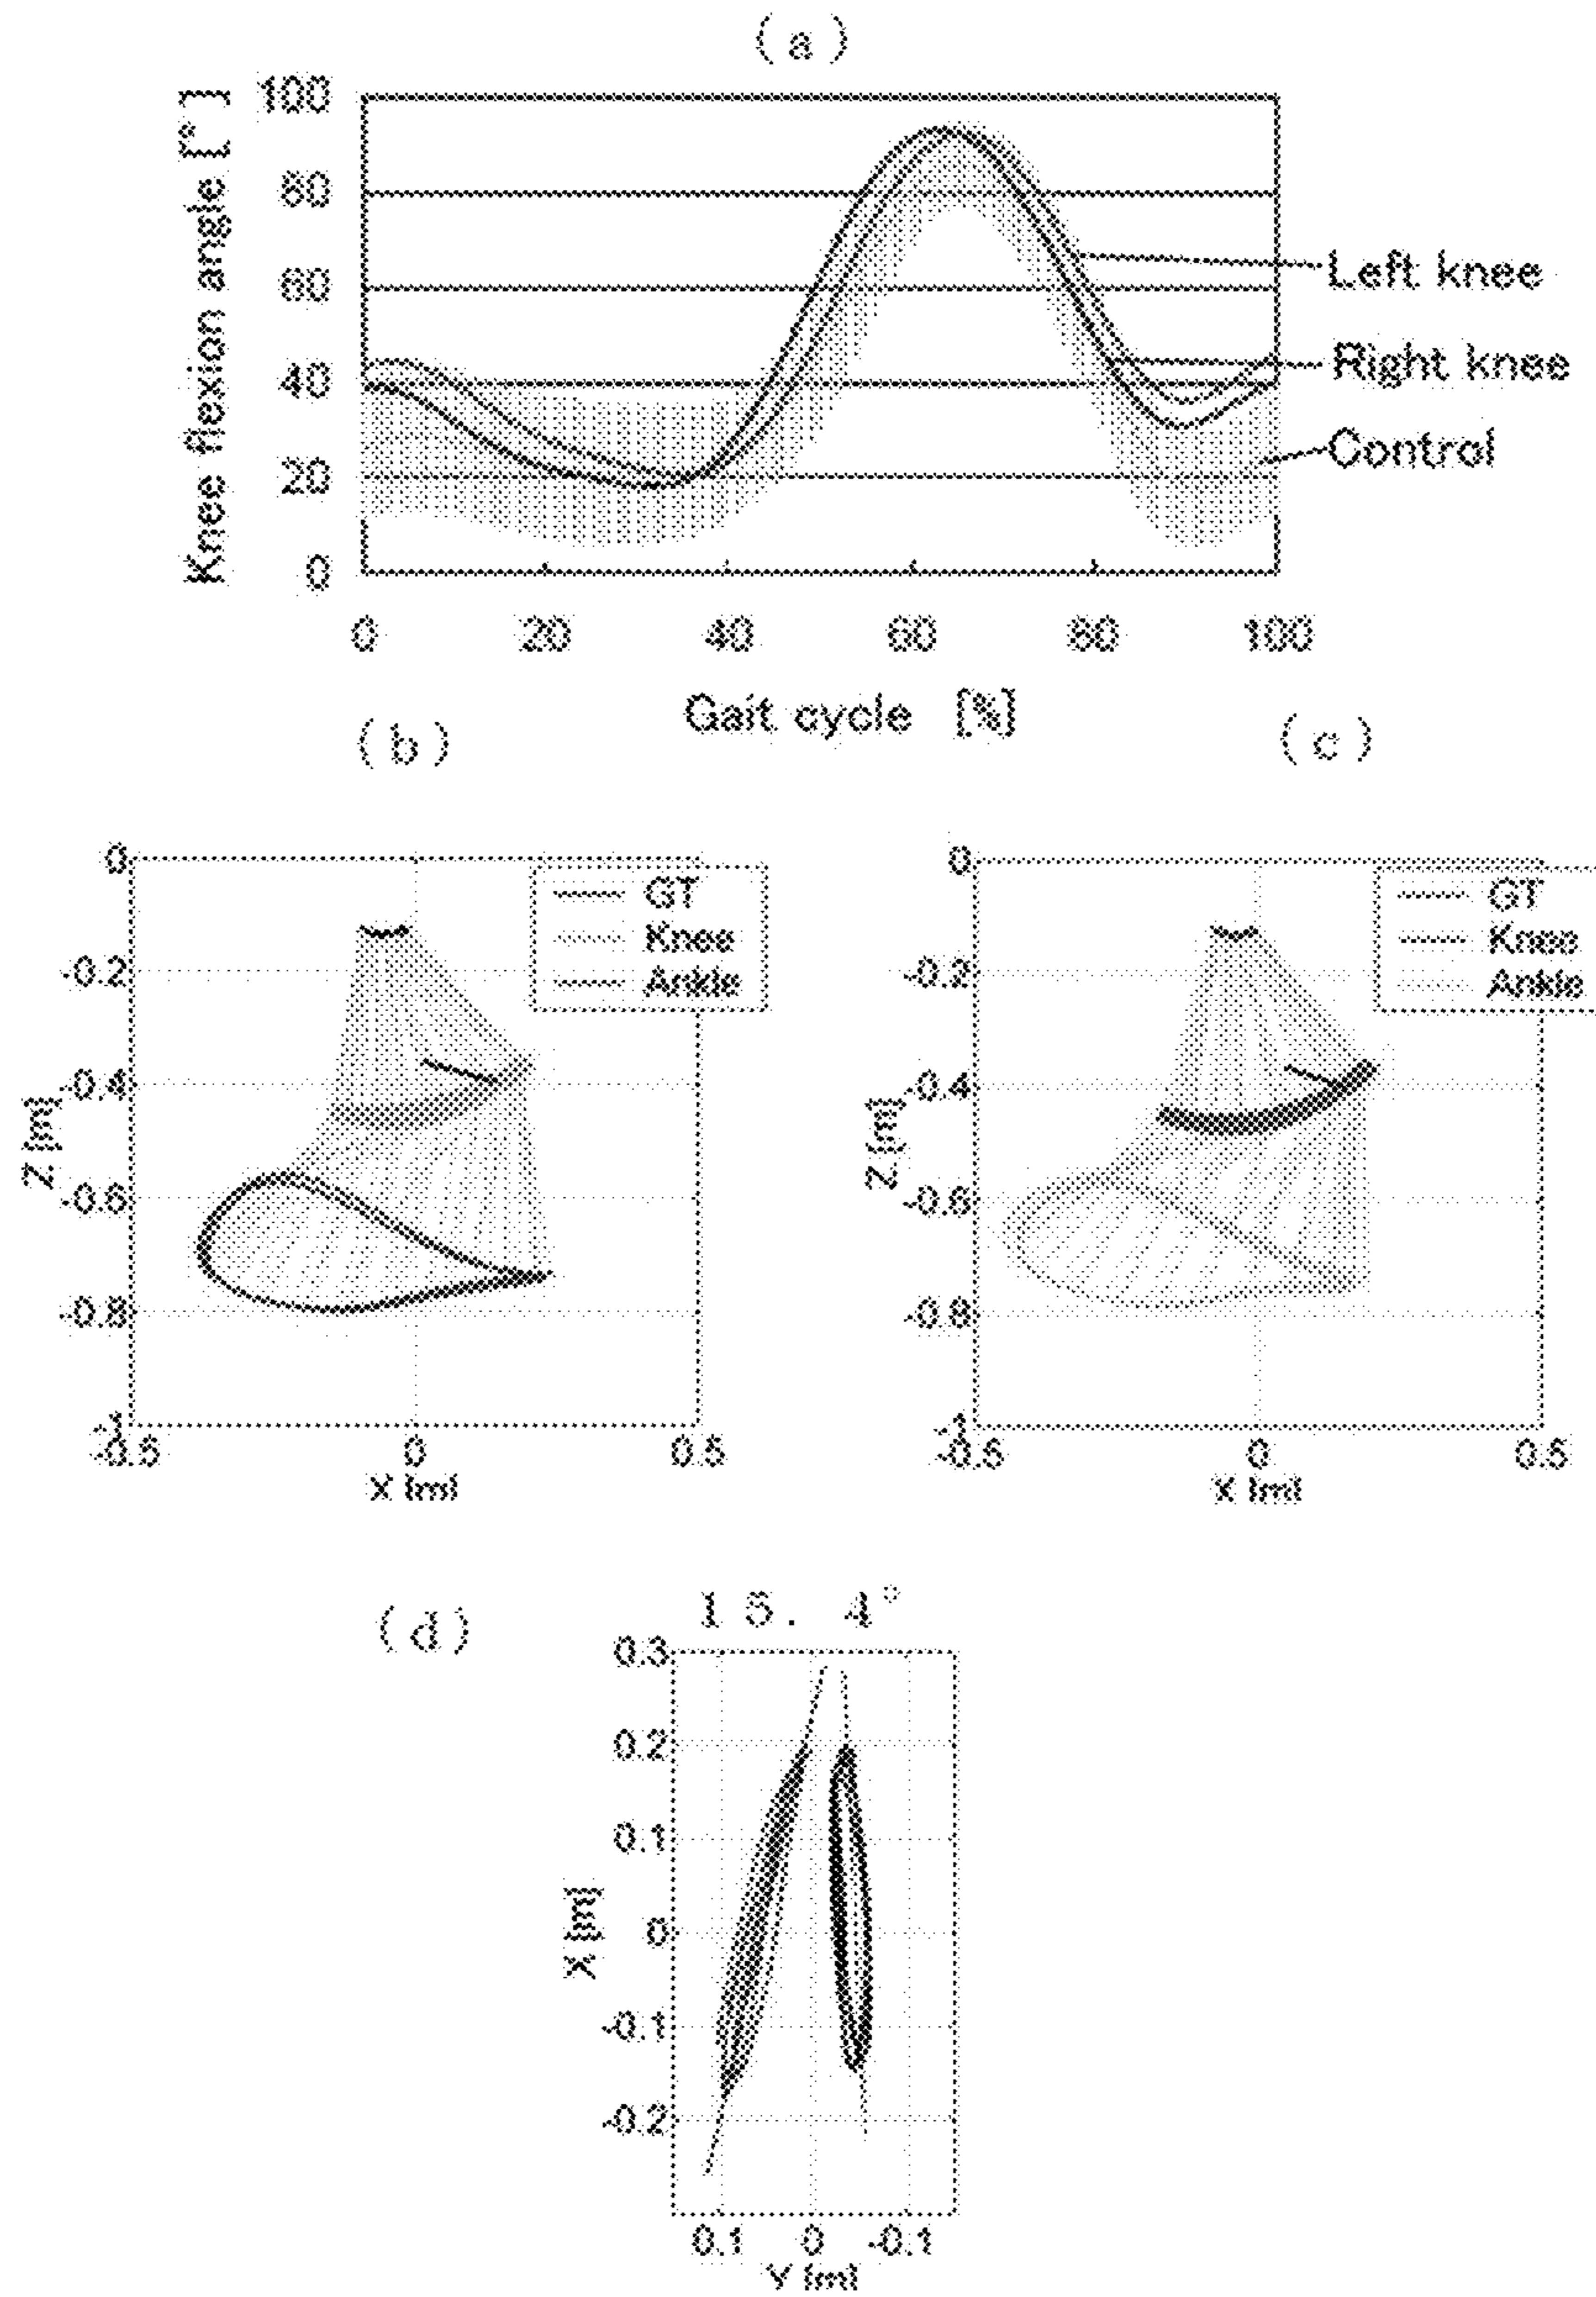 (a)
Knee flexion angle [°]
100
80
60
40
20
0
Left knee
Right knee
Control
0 20 40 60 80 100
Gait cycle [%]
(b)
0
-0.2
-0.4
-0.6
-0.8
-1
Z [m]
GT
Knee
Ankle
-0.5 0 0.5
X [m]
(c)
0
-0.2
-0.4
-0.6
-0.8
-1
Z [m]
GT
Knee
Ankle
-0.5 0 0.5
X [m]
(d)
0.3
0.2
0.1
0
-0.1
-0.2
X [m]
0.1 0 -0.1
Y [m]